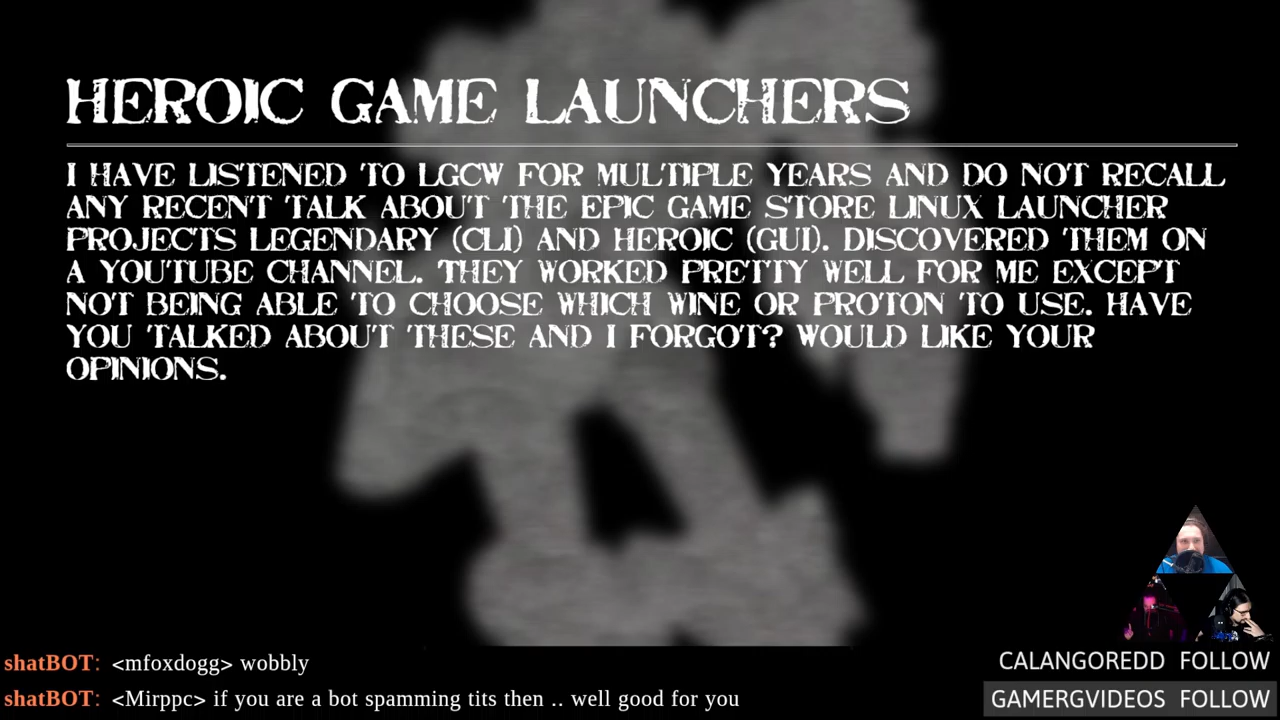 HEROIC GAME LAUNCHERS
I HAVE LISTENED TO LGCW FOR MULTIPLE YEARS AND DO NOT RECALL
ANY RECENT TALK ABOUT THE EPIC GAME STORE LINUX LAUNCHER
PROJECTS LEGENDARY (CLI) AND HEROIC (GUI). DISCOVERED THEM ON
A YOUTUBE CHANNEL. THEY WORKED PRETTY WELL FOR ME EXCEPT
NOT BEING ABLE TO CHOOSE WHICH WINE OR PROTON TO USE. HAVE
YOU TALKED ABOUT THESE AND I FORGOT? WOULD LIKE YOUR
OPINIONS.
shatBOT: <mfoxdogg> wobbly
shatBOT: <Mirppc> if you are a bot spamming tits then .. well good for you
CALANGOREDD FOLLOW
GAMERGVIDEOS FOLLOW